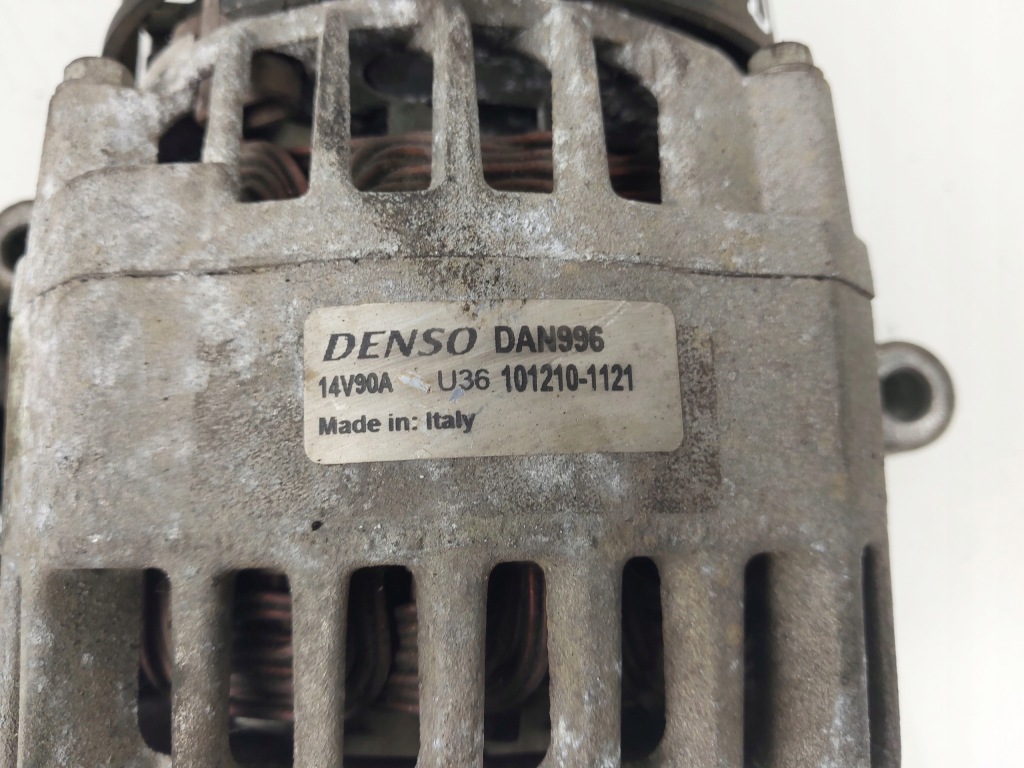 DENSO DAN996
14V90A U36 101210-1121
Made in: Italy